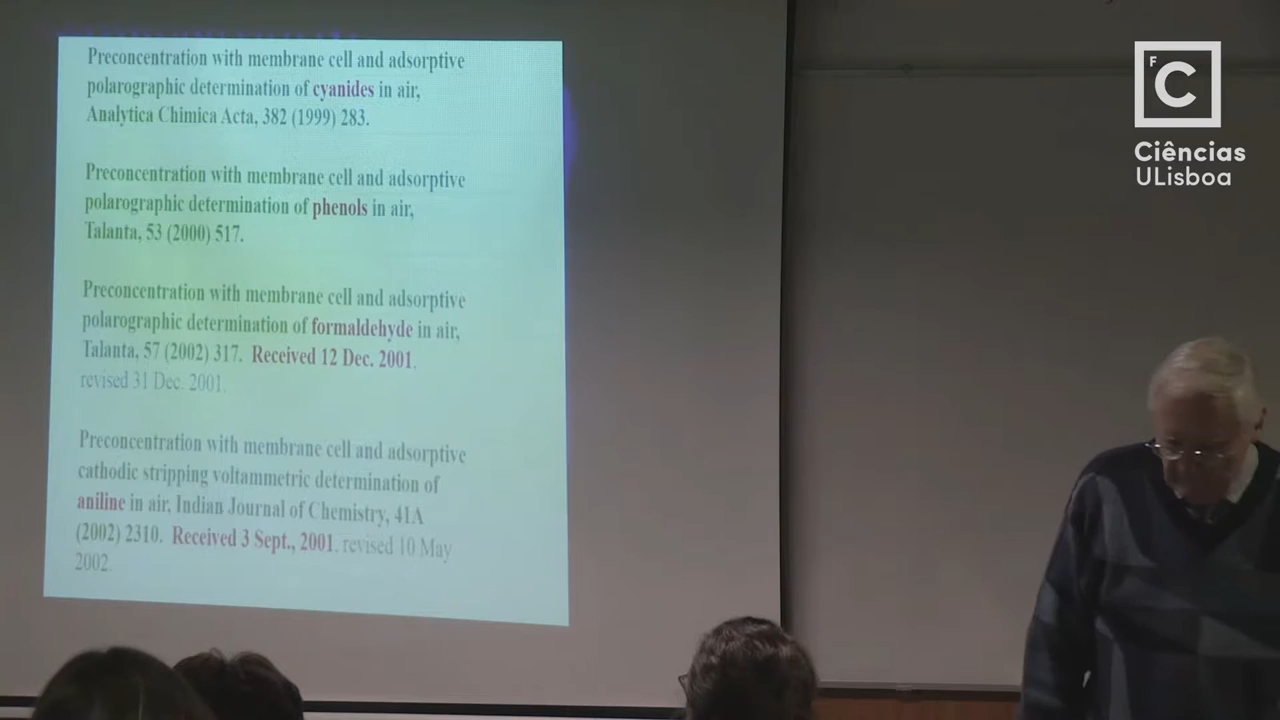 Preconcentration with membrane cell and adsorptive
polarographic determination of cyanides in air,
Analytica Chimica Acta, 382 (1999) 283.
Preconcentration with membrane cell and adsorptive
polarographic determination of phenols in air,
Talanta, 53 (2000) 517.
Preconcentration with membrane cell and adsorptive
polarographic determination of formaldehyde in air,
Talanta, 57 (2002) 317. Received 12 Dec. 2001,
revised 31 Dec. 2001.
Preconcentration with membrane cell and adsorptive
cathodic stripping voltammetric determination of
aniline in air, Indian Journal of Chemistry, 41A
(2002) 2310. Received 3 Sept., 2001, revised 10 May
2002.
F
C
Ciências
ULisboa